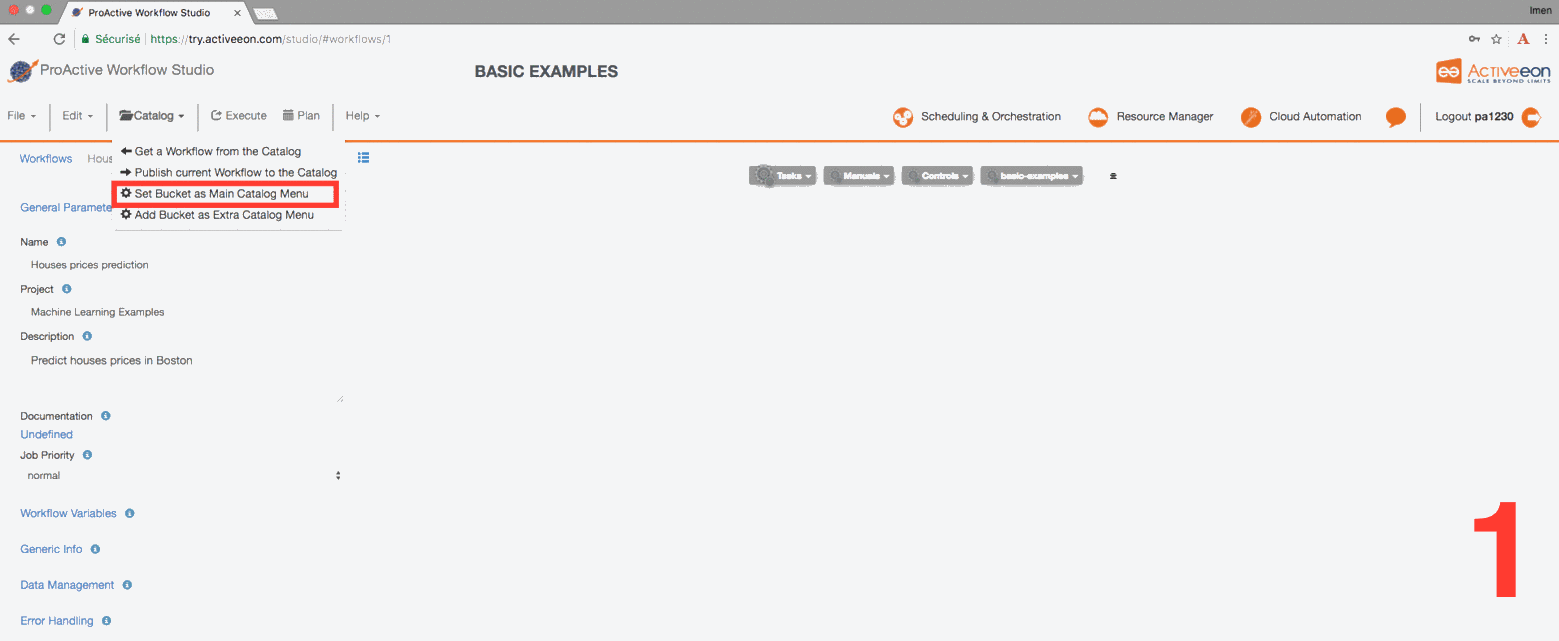 ProActive Workflow Studio
Imen
Sécurisé https://try.activeeon.com/studio/#workflows/1
A
ProActive Workflow Studio
BASIC EXAMPLES
ee ACTIVeeon
SCALE BEYOND LIMITS
File Edit Catalog Execute Plan Help
Scheduling & Orchestration Resource Manager Cloud Automation Logout pa1230
Get a Workflow from the Catalog
Publish current Workflow to the Catalog
Set Bucket as Main Catalog Menu
Add Bucket as Extra Catalog Menu
Workflows Hous
Tasks Manuals Controls basic-examples
General Paramete
Name
Houses prices prediction
Project
Machine Learning Examples
Description
Predict houses prices in Boston
Documentation
Undefined
Job Priority
normal
Workflow Variables
Generic Info
Data Management
Error Handling
1